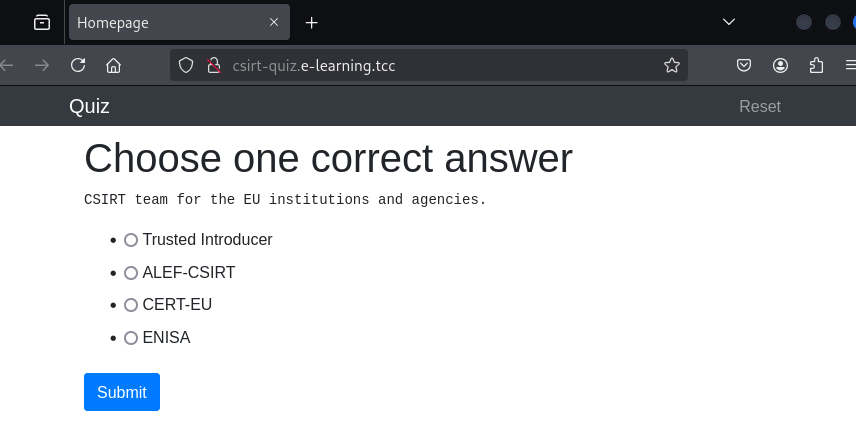 Homepage
csirt-quiz.e-learning.tcc
Quiz
Reset
Choose one correct answer
CSIRT team for the EU institutions and agencies.
Trusted Introducer
ALEF-CSIRT
CERT-EU
ENISA
Submit